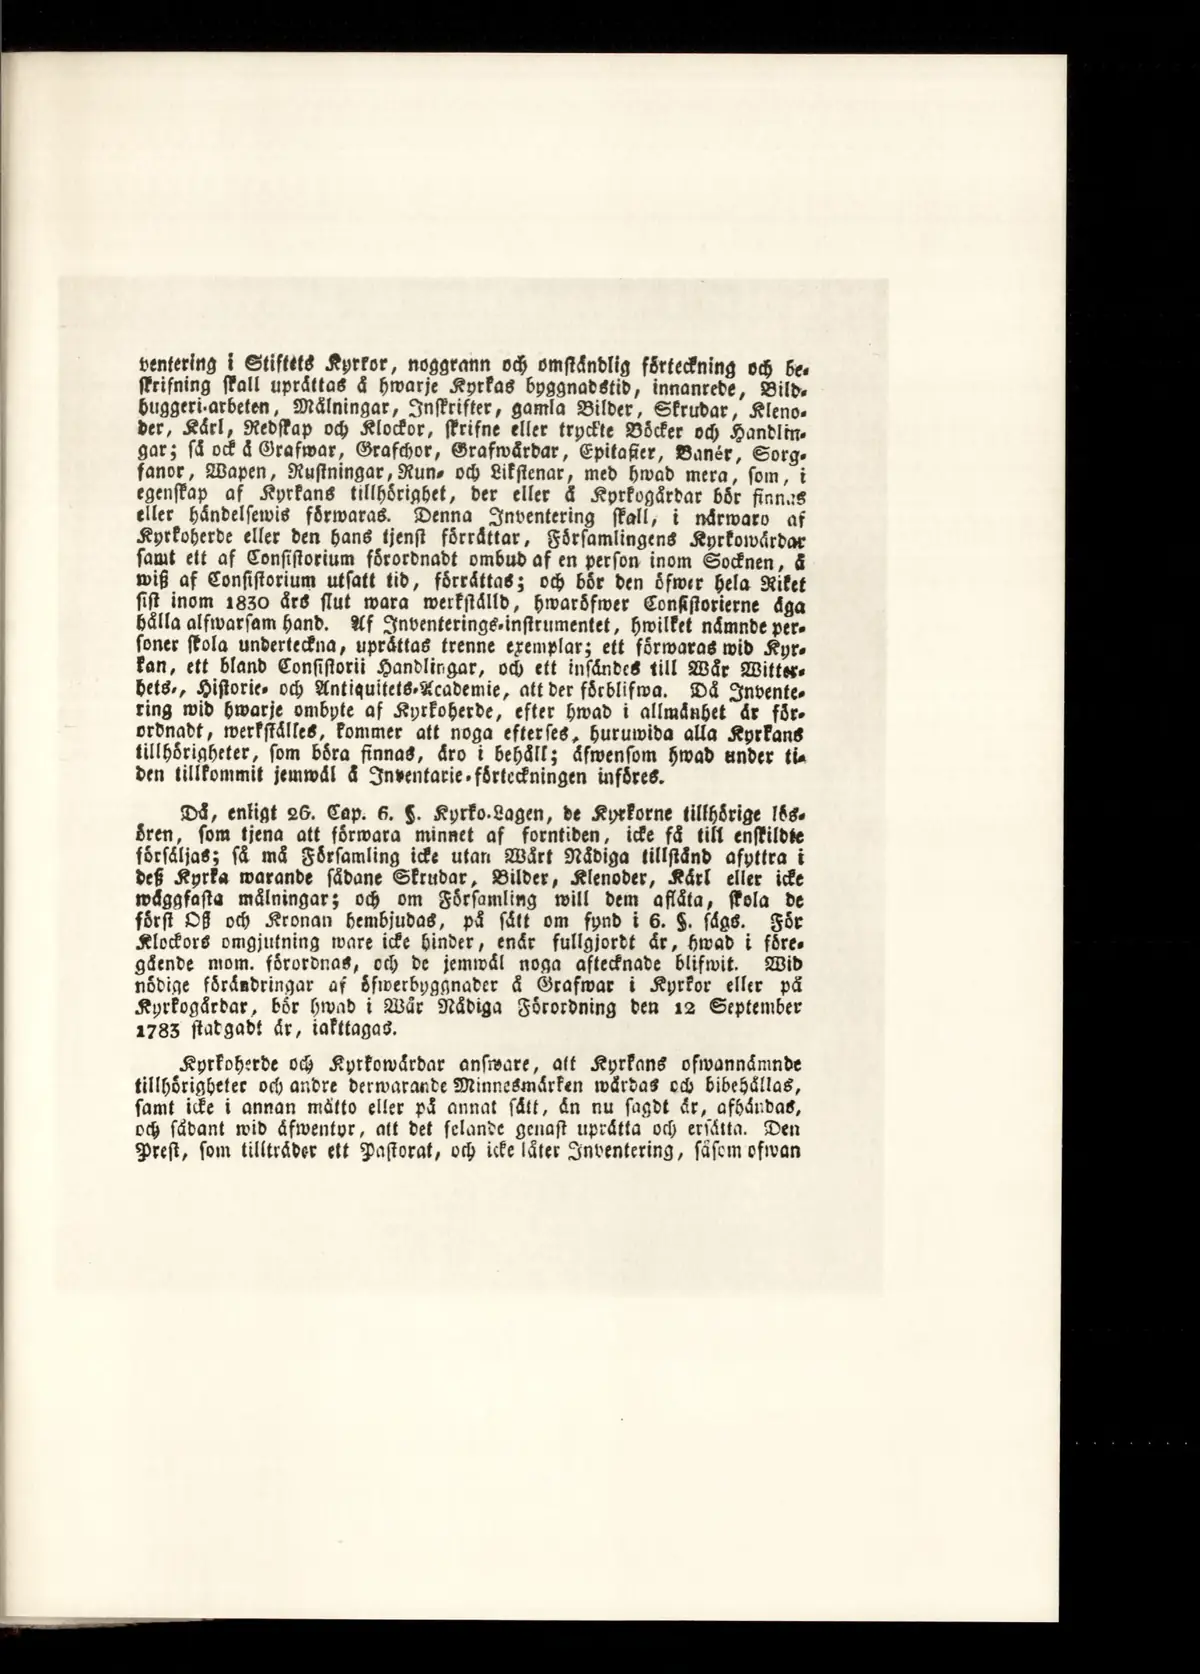 ventering i Stiftets Kyrkor, noggrann och omständlig förteckning och be-
skrifning skall uprättas å hwarje Kyrkas byggnadstid, innanrede, Bild-
huggeri-arbeten, Målningar, Inskrifter, gamla Bilder, Skrudar, Kleno-
der, Kärl, Redskap och Klockor, skrifne eller tryckte Böcker och Handlin-
gar; så ock å Grafwar, Grafchor, Grafwårdar, Epitafier, Banér, Sorg-
fanor, Wapen, Rustningar, Run- och Likstenar, med hwad mera, som, i
egenskap af Kyrkans tillhörighet, der eller å Kyrkogårdar bör finnas
eller händelsewis förwaras. Denna Inventering skall, i närwaro af
Kyrkoherde eller den hans tjenst förrättar, Församlingens Kyrkowärdar
samt ett af Consistorium förordnadt ombud af en person inom Socknen, å
wiß af Consistorium utsatt tid, förrättas; och bör den öfwer hela Riket
sist inom 1830 års slut wara werkställd, hwaröfwer Consistorierne äga
hålla alfwarsam hand. Af Inventerings-instrumentet, hwilket nämnde per-
soner skola underteckna, uprättas trenne exemplar; ett förwaras wid Kyr-
kan, ett bland Consistorii Handlingar, och ett insändes till Wår Witter-
hets-, Historie- och Antiquitets-Academie, att der förblifwa. Då Invente-
ring wid hwarje ombyte af Kyrkoherde, efter hwad i allmänhet är för-
ordnadt, werkställes, kommer att noga efterses, huruwida alla Kyrkans
tillhörigheter, som böra finnas, äro i behåll; äfwensom hwad under ti-
den tillkommit jemwäl å Inventarie-förteckningen införes.
Då, enligt 26. Cap. 6. §. Kyrko-Lagen, de Kyrkorne tillhörige lös-
ören, som tjena att förwara minnet af forntiden, icke få till enskildte
försäljas; så må Församling icke utan Wårt Nådiga tillstånd afyttra i
deß Kyrka warande sådane Skrudar, Bilder, Klenoder, Kärl eller icke
wäggfasta målningar; och om Församling will dem aflåta, skola de
först Oß och Kronan hembjudas, på sätt om fynd i 6. §. sägs. För
Klockors omgjutning ware icke hinder, enär fullgjordt är, hwad i före-
gående mom. förordnas, och de jemwäl noga aftecknade blifwit. Wid
nödige förändringar af öfwerbyggnader å Grafwar i Kyrkor eller på
Kyrkogårdar, bör hwad i Wår Nådiga Förordning den 12 September
1783 stadgadt är, iakttagas.
Kyrkoherde och Kyrkowärdar answare, att Kyrkans ofwannämnde
tillhörigheter och andre derwarande Minnesmärken wårdas och bibehållas,
samt icke i annan måtto eller på annat sätt, än nu sagdt är, afhändas,
och sådant wid äfwentyr, att det felande genast uprätta och ersätta. Den
Prest, som tillträder ett Pastorat, och icke låter Inventering, såsom ofwan